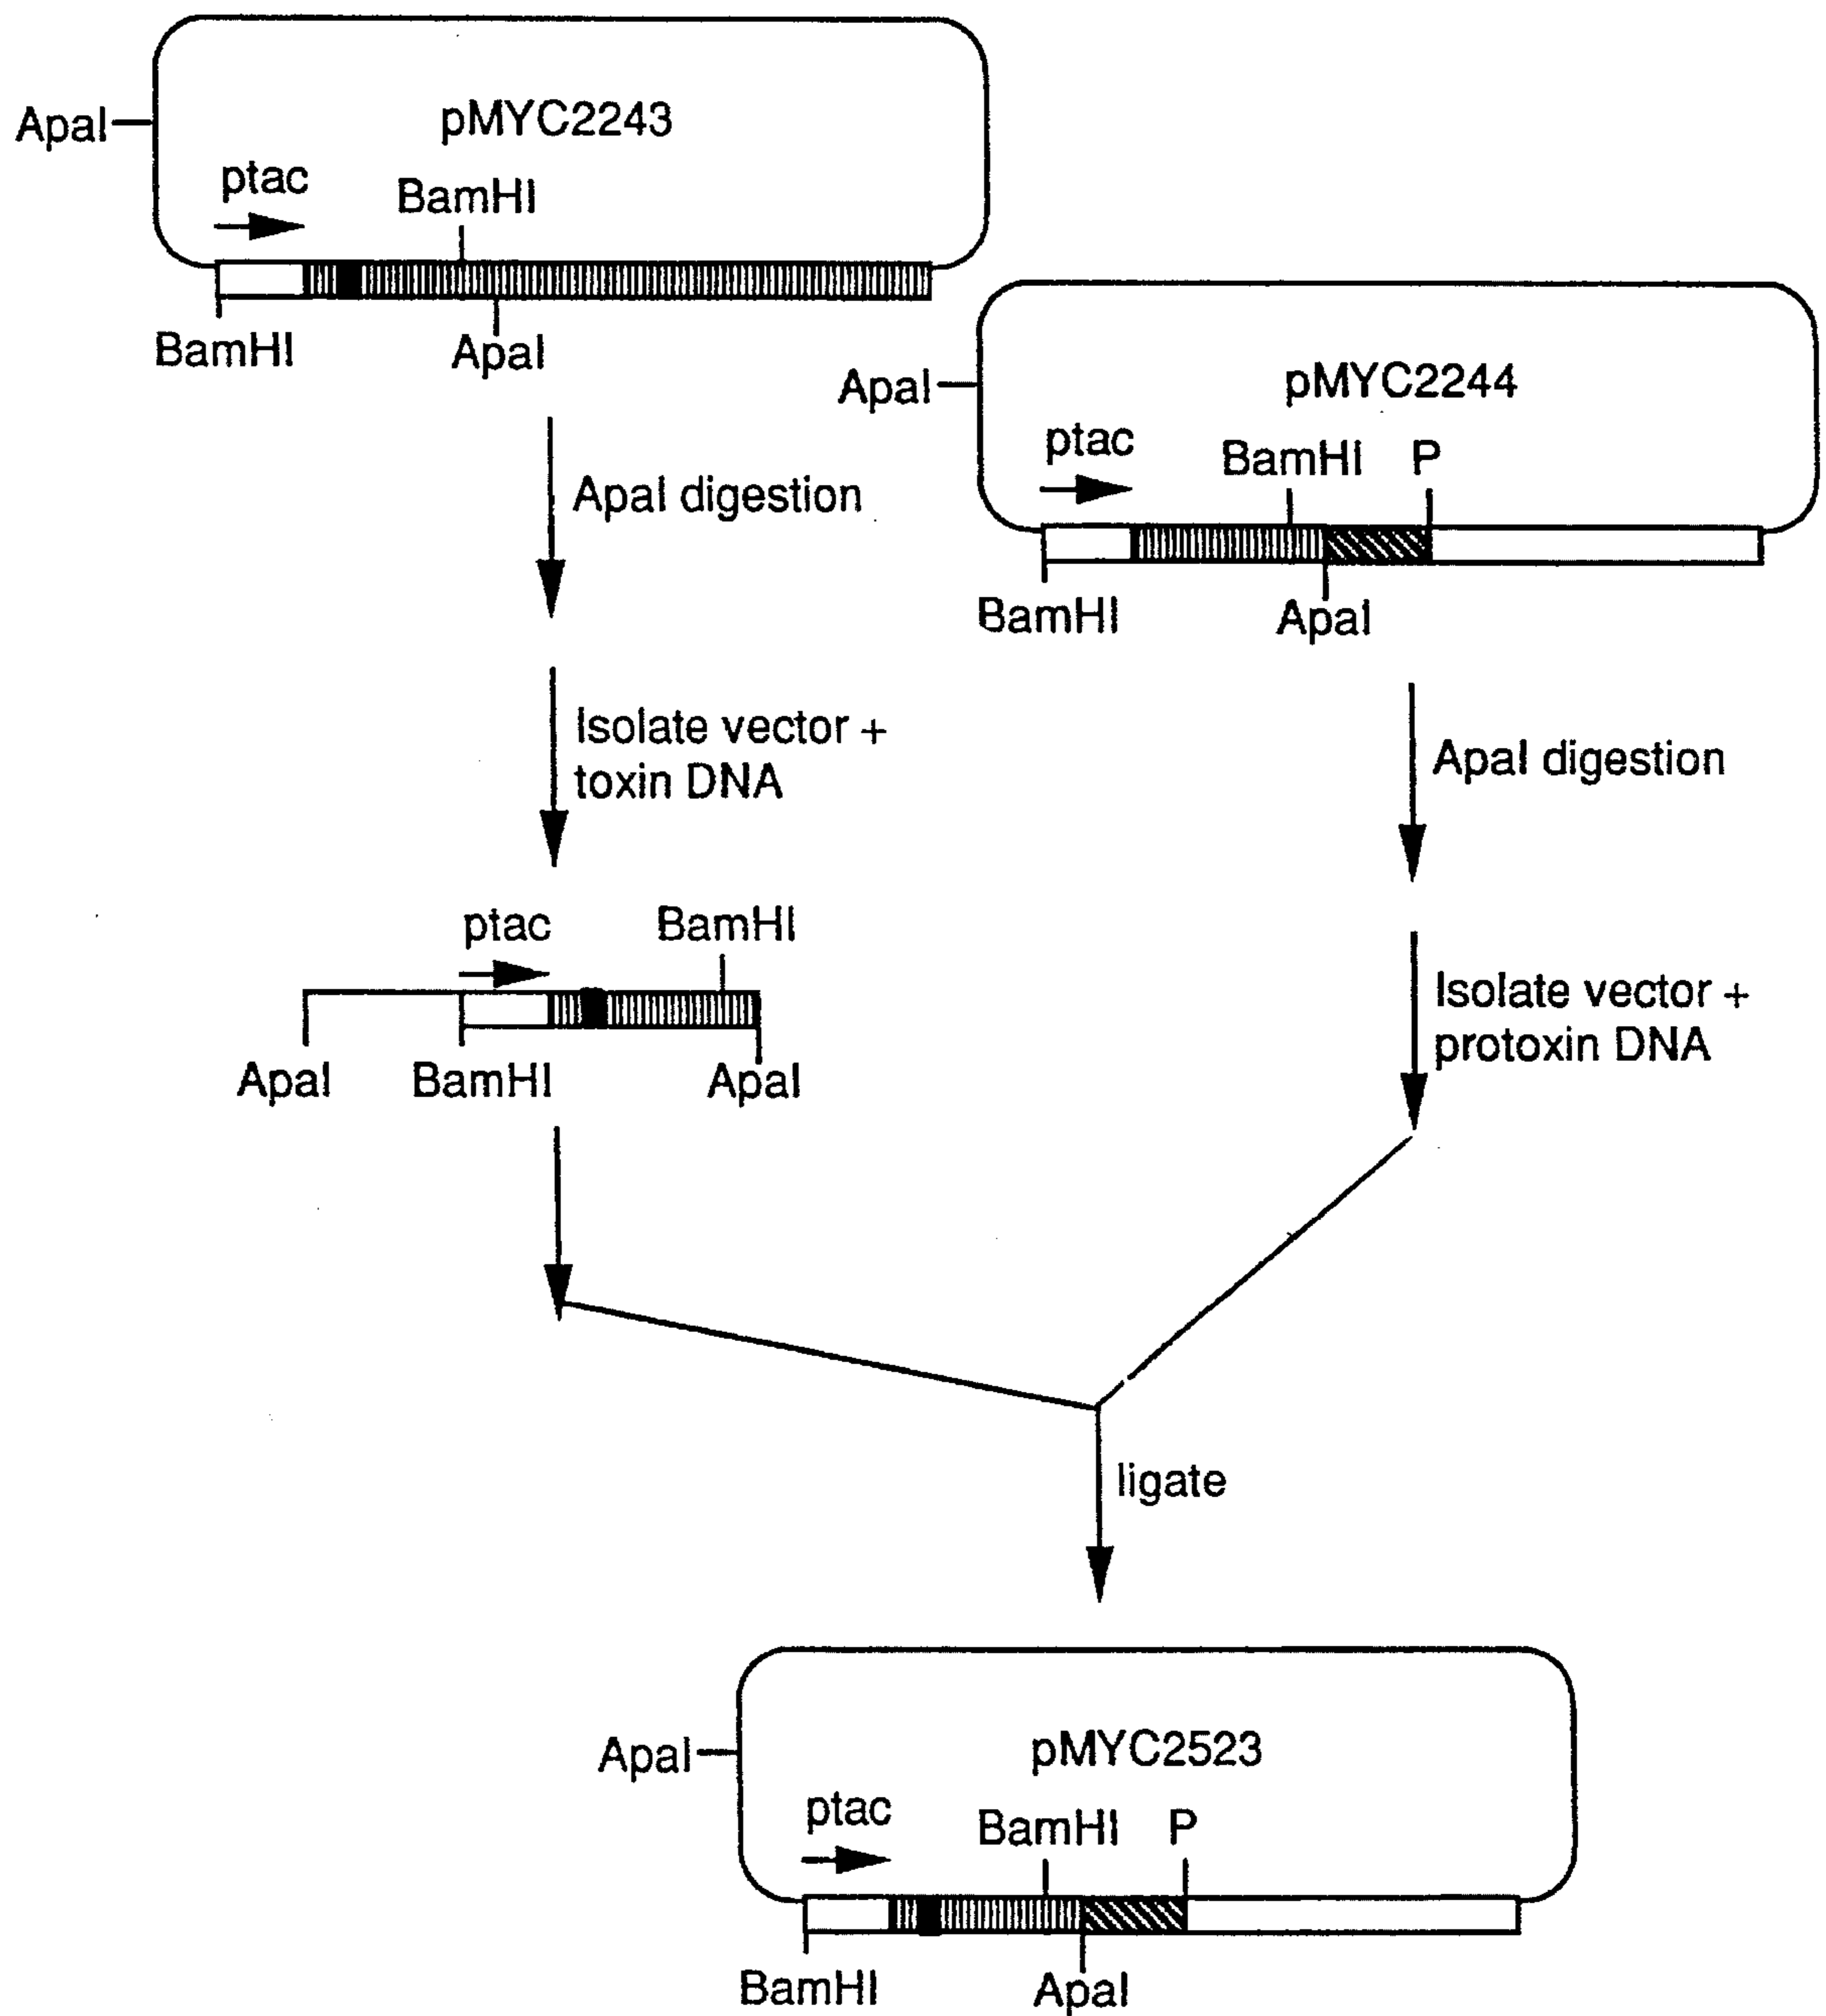 pMYC2243
ApaI
ptac
BamHI
BamHI
ApaI
pMYC2244
ApaI
ptac
BamHI
P
BamHI
ApaI
ApaI digestion
Isolate vector +
toxin DNA
ApaI digestion
ptac
BamHI
ApaI
BamHI
ApaI
Isolate vector +
protoxin DNA
ligate
pMYC2523
ApaI
ptac
BamHI
P
BamHI
ApaI